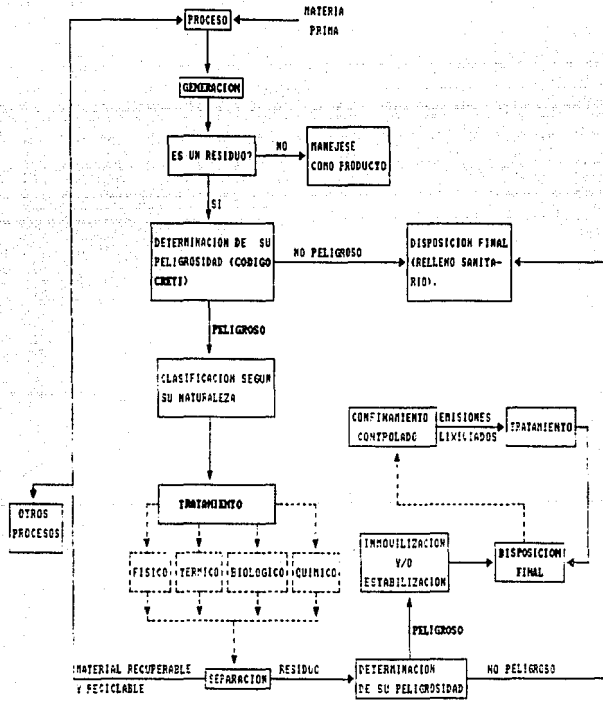 PROCESO
MATERIA
PRIMA
GENERACION
ES UN RESIDUO?
NO
MANEJESE
COMO PRODUCTO
SI
DETERMINACION DE SU
PELIGROSIDAD (CODIGO
CRETI)
NO PELIGROSO
DISPOSICION FINAL
(RELLENO SANITA-
RIO).
PELIGROSO
CLASIFICACION SEGUN
SU NATURALEZA
CONFINAMIENTO
CONTROLADO
EMISIONES
LIXILIADOS
TRATAMIENTO
TRATAMIENTO
OTROS
PROCESOS
FISICO
TERMICO
BIOLOGICO
QUIMICO
INMOVILIZACION
Y/O
ESTABILIZACION
DISPOSICION
FINAL
PELIGROSO
MATERIAL RECUPERABLE
Y RECICLABLE
SEPARACION
RESIDUO
DETERMINACION
DE SU PELIGROSIDAD
NO PELIGROSO